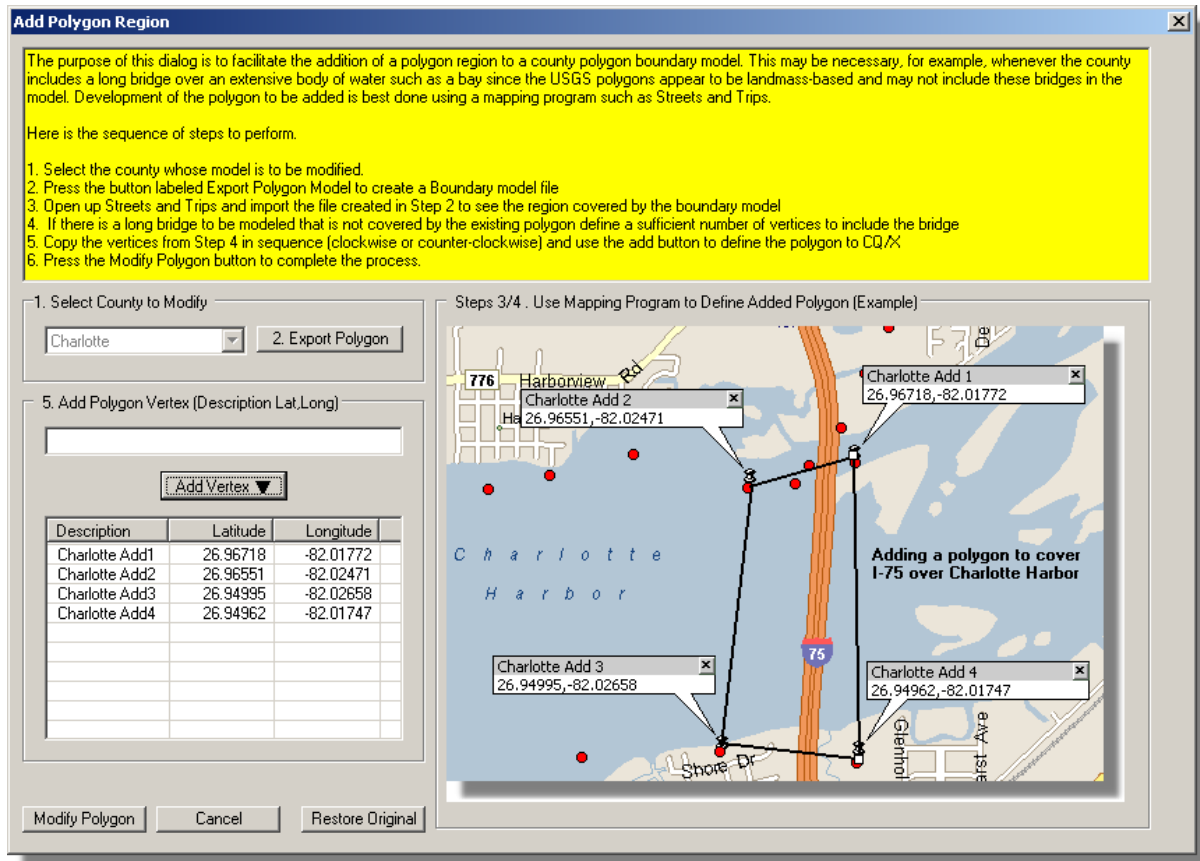 Add Polygon Region
The purpose of this dialog is to facilitate the addition of a polygon region to a county polygon boundary model. This may be necessary, for example, whenever the county
includes a long bridge over an extensive body of water such as a bay since the USGS polygons appear to be landmass-based and may not include these bridges in the
model. Development of the polygon to be added is best done using a mapping program such as Streets and Trips.
Here is the sequence of steps to perform.
1. Select the county whose model is to be modified.
2. Press the button labeled Export Polygon Model to create a Boundary model file
3. Open up Streets and Trips and import the file created in Step 2 to see the region covered by the boundary model
4. If there is a long bridge to be modeled that is not covered by the existing polygon define a sufficient number of vertices to include the bridge
5. Copy the vertices from Step 4 in sequence (clockwise or counter-clockwise) and use the add button to define the polygon to CQ/X
6. Press the Modify Polygon button to complete the process.
1. Select County to Modify
Charlotte
2. Export Polygon
5. Add Polygon Vertex (Description Lat,Long)
Add Vertex
Description Latitude Longitude
Charlotte Add1 26.96718 -82.01772
Charlotte Add2 26.96551 -82.02471
Charlotte Add3 26.94995 -82.02658
Charlotte Add4 26.94962 -82.01747
Modify Polygon
Cancel
Restore Original
Steps 3/4 . Use Mapping Program to Define Added Polygon (Example)
776
Harborview Rd
Charlotte Add 1
26.96718,-82.01772
Charlotte Add 2
26.96551,-82.02471
Ha
De
Charlotte
Harbor
Adding a polygon to cover
I-75 over Charlotte Harbor
75
Charlotte Add 3
26.94995,-82.02658
Charlotte Add 4
26.94962,-82.01747
Shore Dr
Glenhol
rst Ave